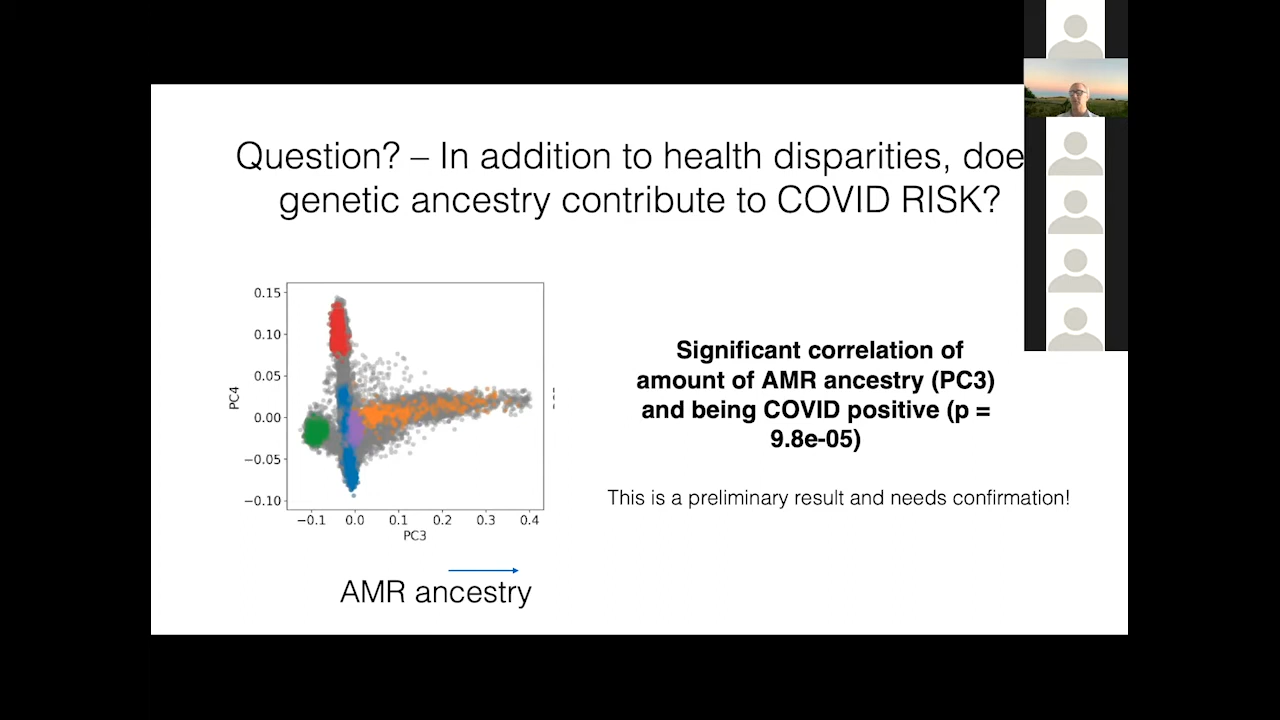 Question? – In addition to health disparities, doe
genetic ancestry contribute to COVID RISK?
0.15
0.10
0.05
0.00
−0.05
−0.10
PC4
−0.1 0.0 0.1 0.2 0.3 0.4
PC3
AMR ancestry
Significant correlation of
amount of AMR ancestry (PC3)
and being COVID positive (p =
9.8e-05)
This is a preliminary result and needs confirmation!